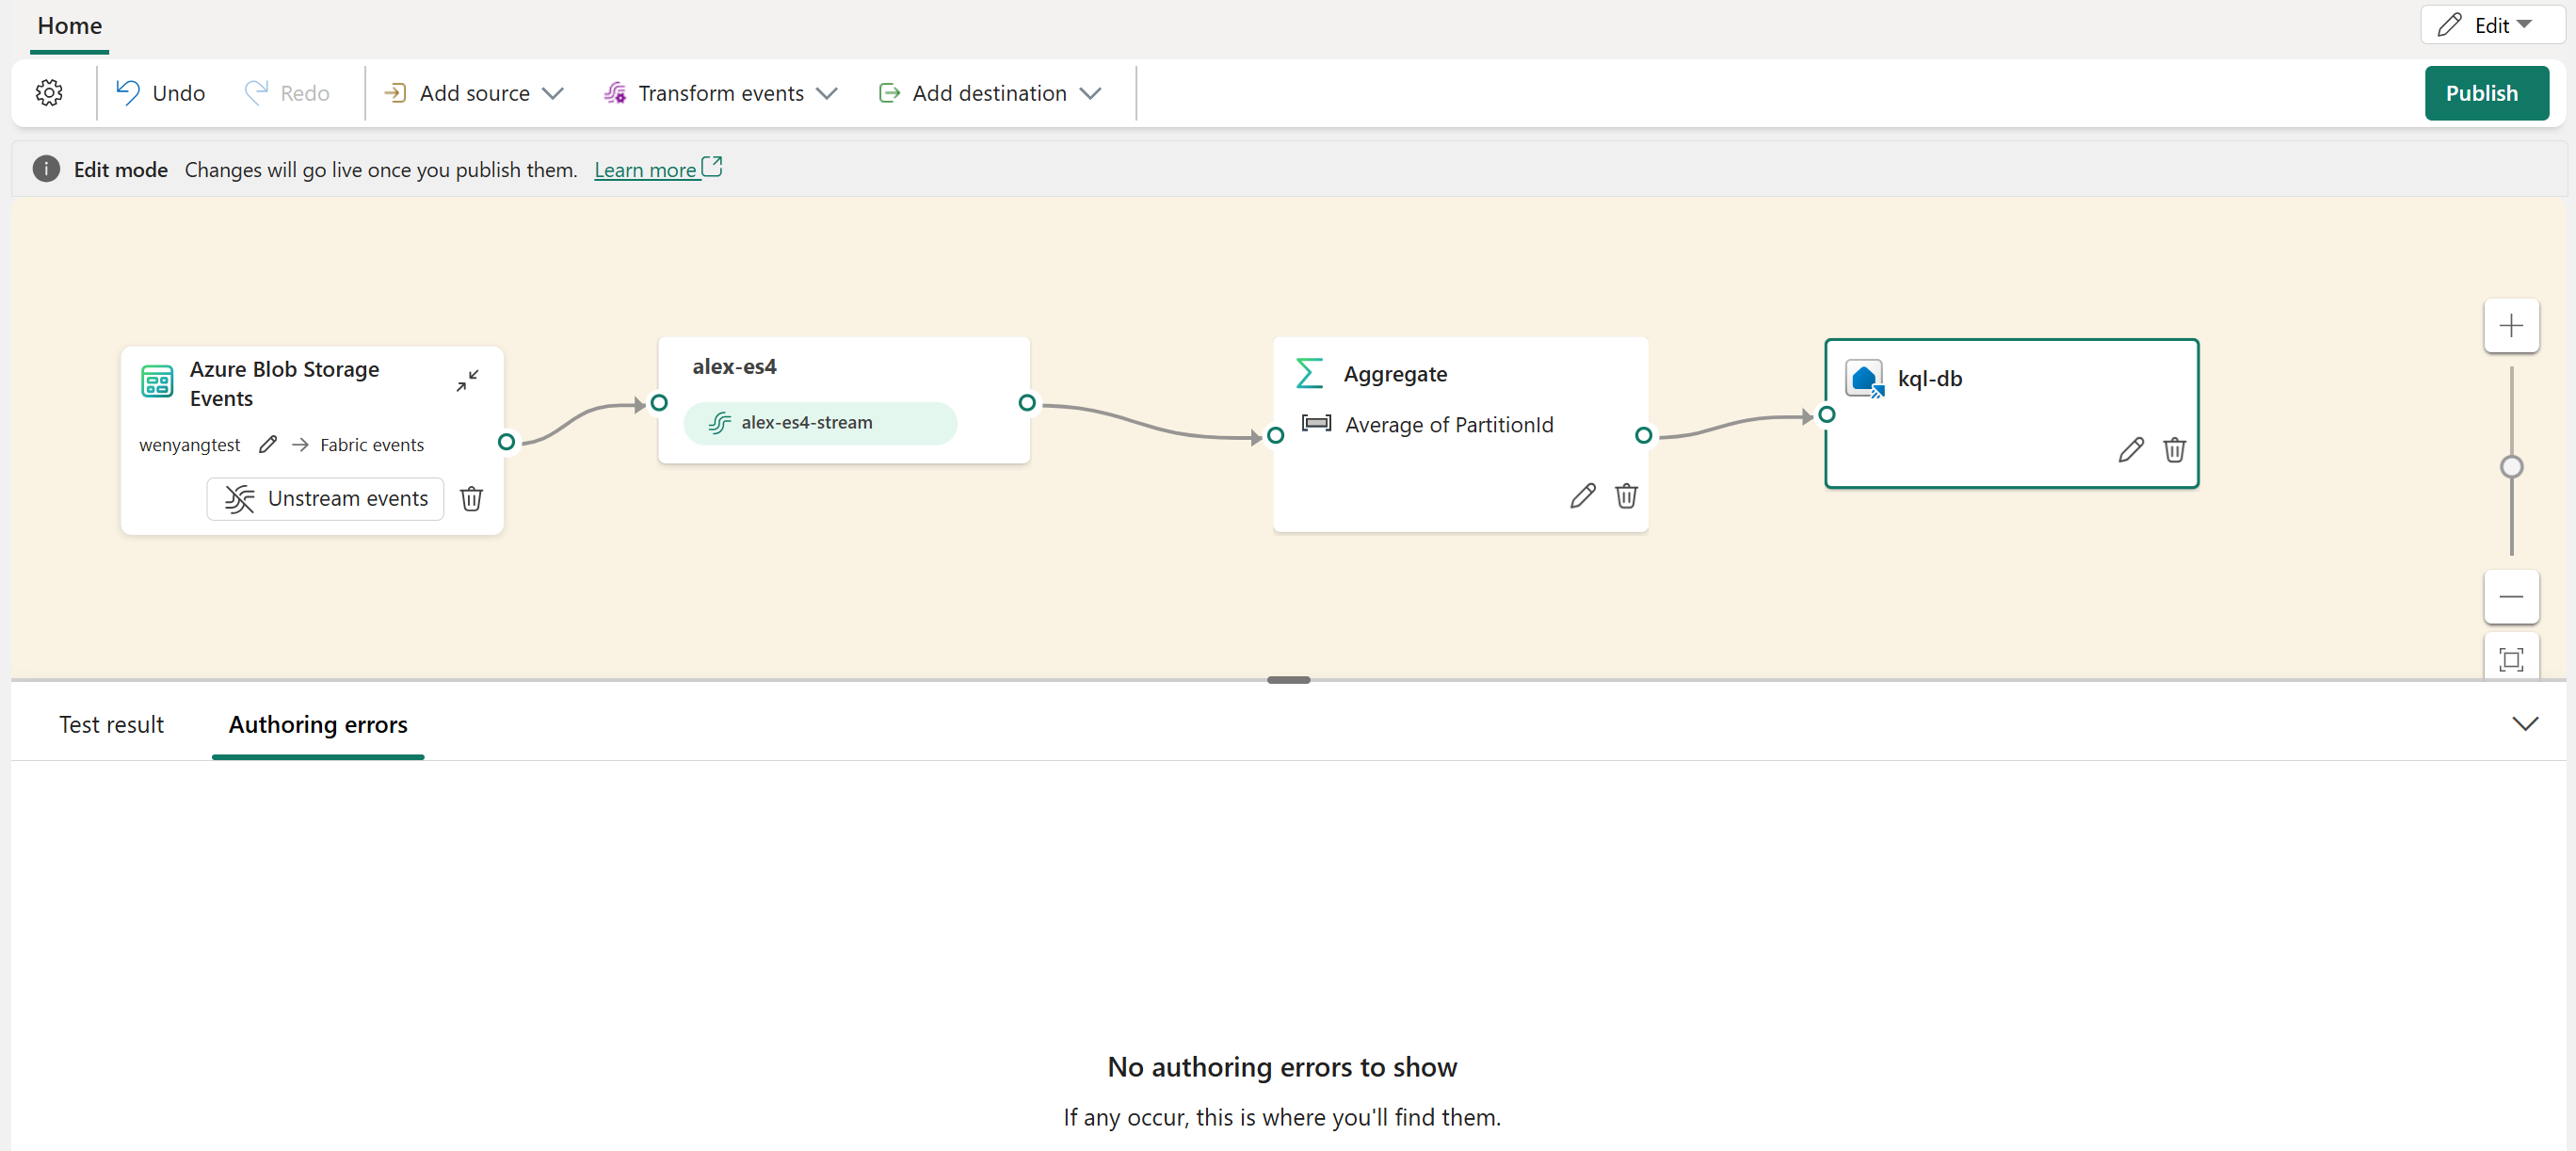 Home
Edit
Undo
Redo
Add source
Transform events
Add destination
Publish
Edit mode Changes will go live once you publish them. Learn more
Azure Blob Storage
Events
wenyangtest
Fabric events
Unstream events
alex-es4
alex-es4-stream
Aggregate
Average of PartitionId
kql-db
Test result
Authoring errors
No authoring errors to show
If any occur, this is where you'll find them.